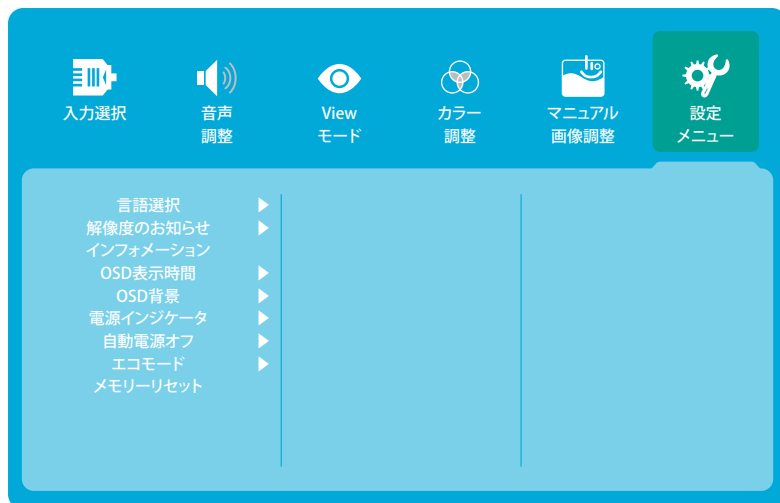 入力選択
音声
調整
View
モード
カラー
調整
マニュアル
画像調整
設定
メニュー
言語選択
解像度のお知らせ
インフォメーション
OSD表示時間
OSD背景
電源インジケータ
自動電源オフ
エコモード
メモリーリセット